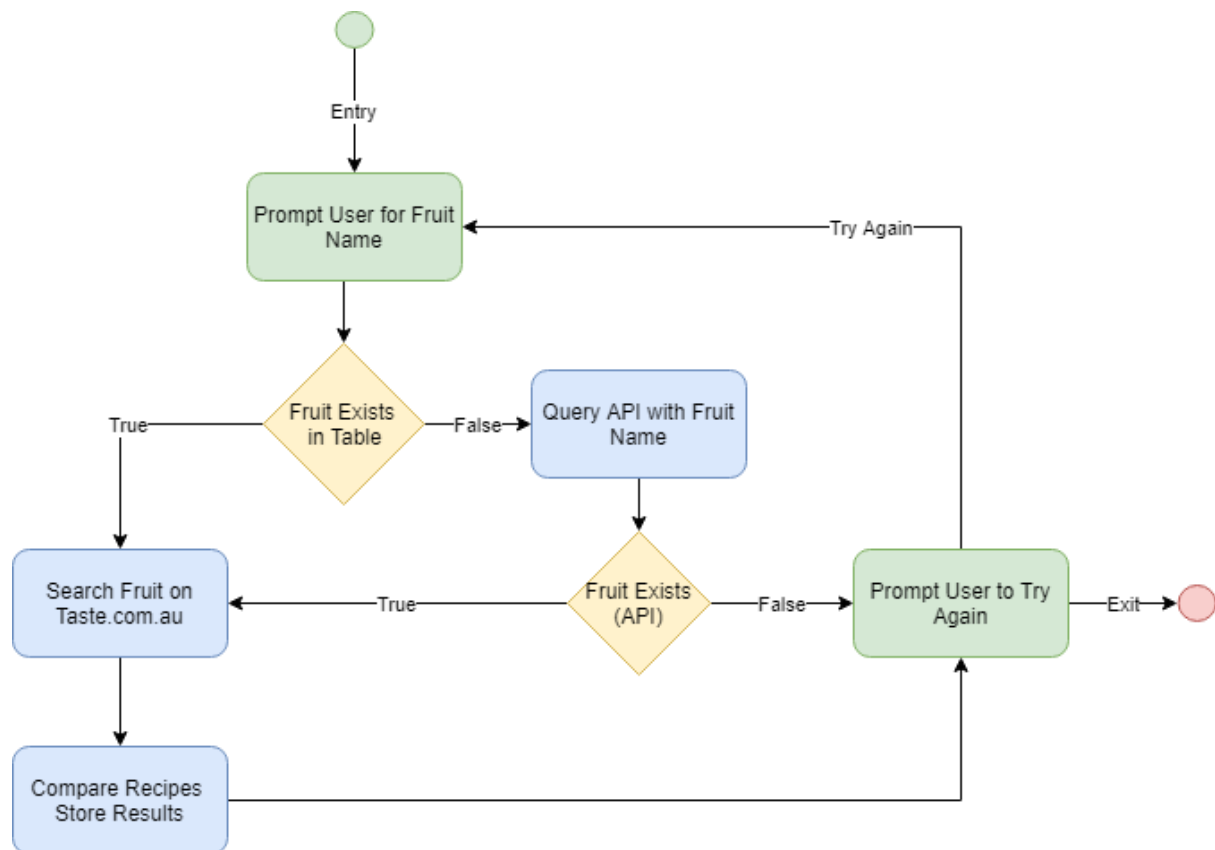 Entry
Prompt User for Fruit
Name
Try Again
Fruit Exists
in Table
True
False
Query API with Fruit
Name
Search Fruit on
Taste.com.au
True
Fruit Exists
(API)
False
Prompt User to Try
Again
Exit
Compare Recipes
Store Results